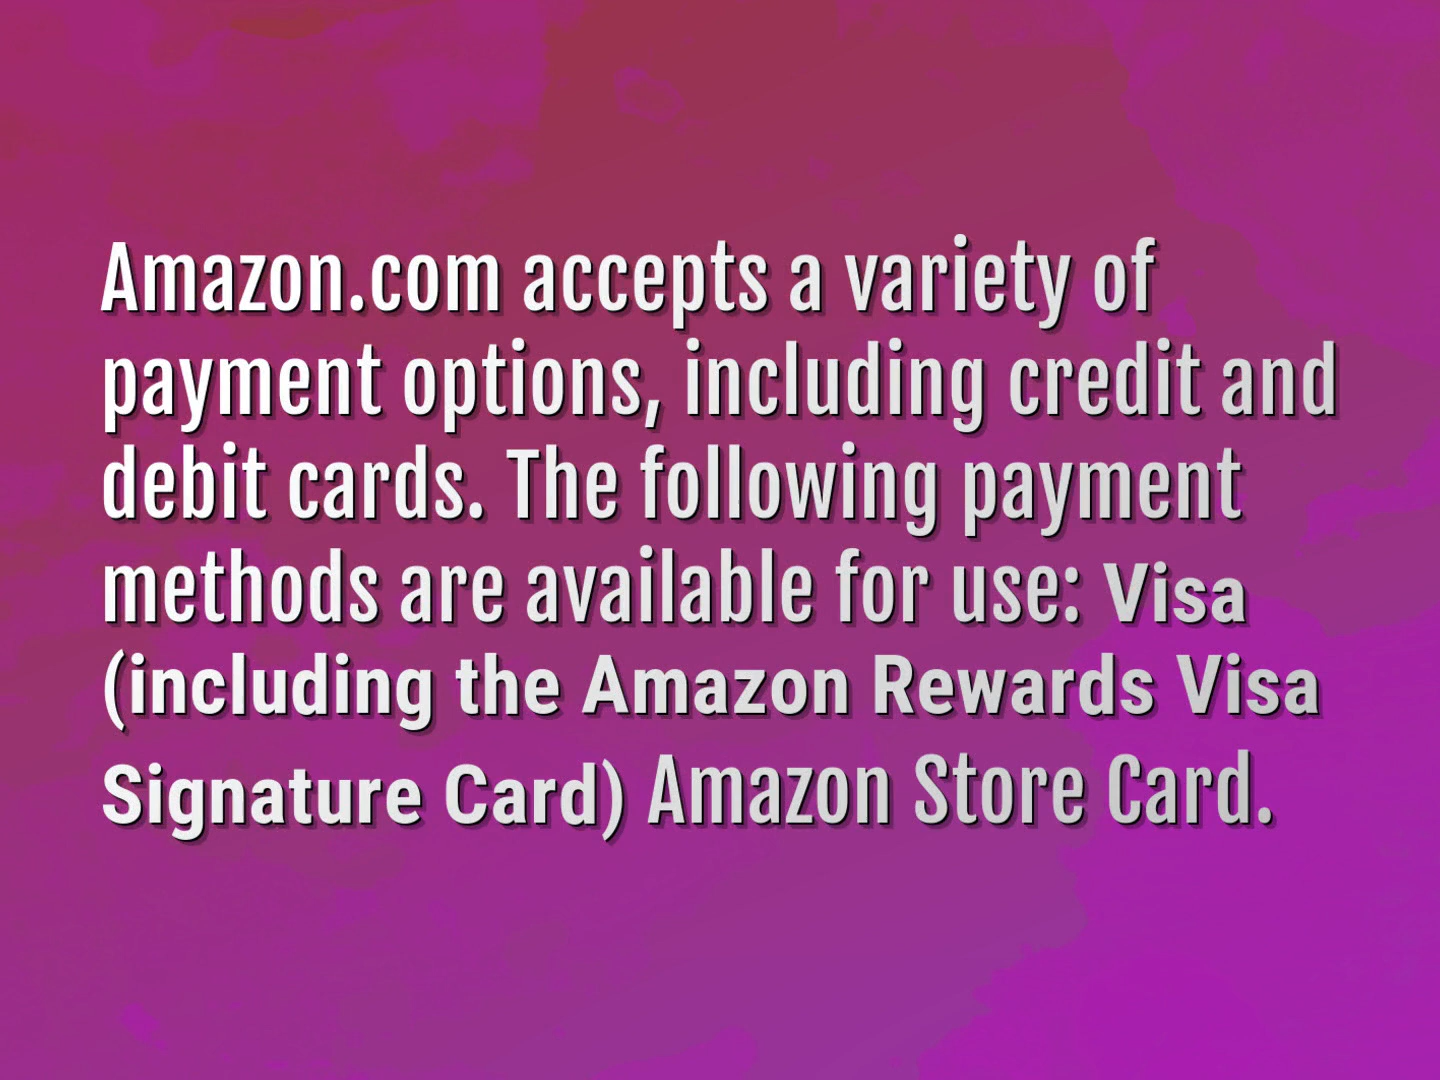 Amazon.com accepts a variety of
payment options, including credit and
debit cards. The following payment
methods are available for use: Visa
(including the Amazon Rewards Visa
Signature Card) Amazon Store Card.